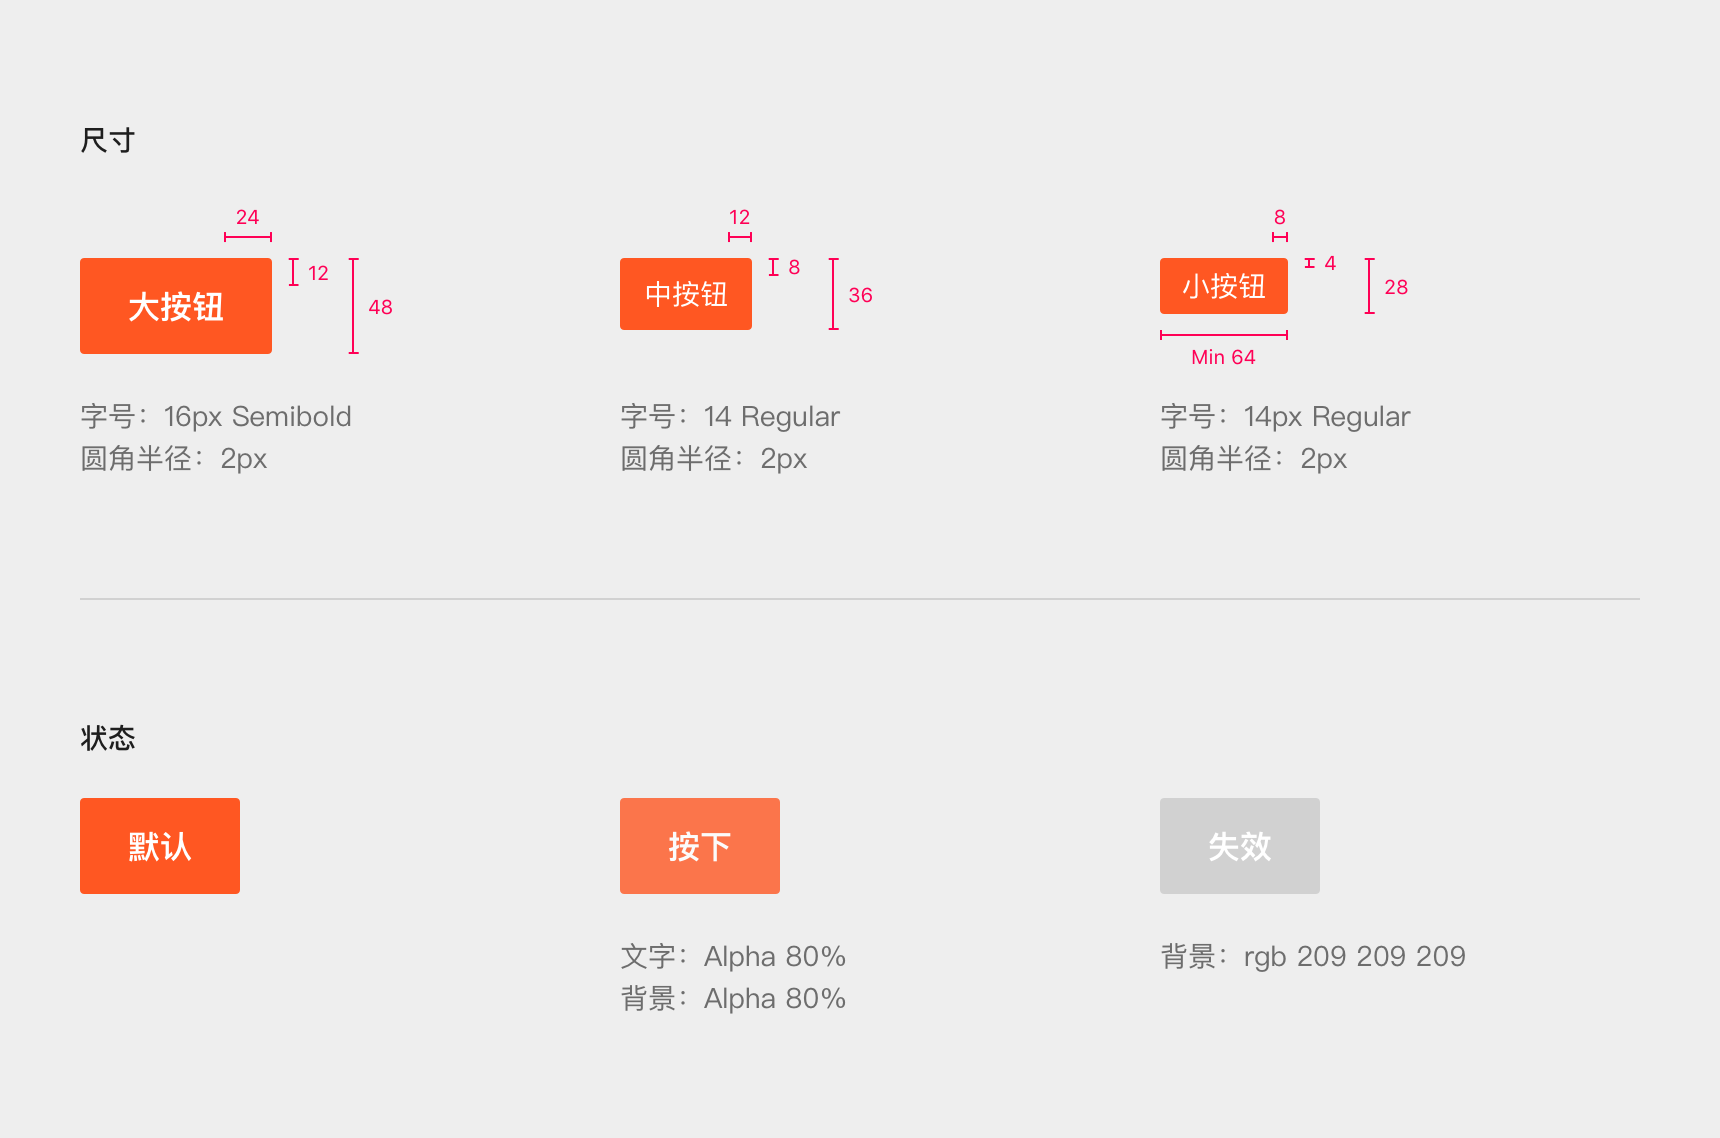 尺寸
24
12
8
大按钮
12
48
中按钮
8
36
小按钮
4
28
Min 64
字号：16px Semibold
圆角半径：2px
字号：14 Regular
圆角半径：2px
字号：14px Regular
圆角半径：2px
状态
默认
按下
失效
文字：Alpha 80%
背景：Alpha 80%
背景：rgb 209 209 209